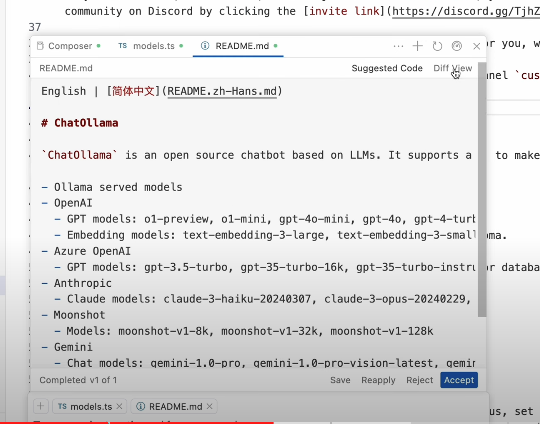 community on Discord by clicking the [invite link](https://discord.gg/TjhZ
37
Composer models.ts README.md
or you, w
README.md Suggested Code Diff View
nel `cus
English | [简体中文](README.zh-Hans.md)
# ChatOllama
`ChatOllama` is an open source chatbot based on LLMs. It supports a to make
- Ollama served models
- OpenAI
- GPT models: o1-preview, o1-mini, gpt-4o-mini, gpt-4o, gpt-4-turb
- Embedding models: text-embedding-3-large, text-embedding-3-small ma.
- Azure OpenAI
- GPT models: gpt-3.5-turbo, gpt-35-turbo-16k, gpt-35-turbo-instru or databa
- Anthropic
- Claude models: claude-3-haiku-20240307, claude-3-opus-20240229,
- Moonshot
- Models: moonshot-v1-8k, moonshot-v1-32k, moonshot-v1-128k
- Gemini
- Chat models: gemini-1.0-pro, gemini-1.0-pro-vision-latest, gemin
Completed v1 of 1 Save Reapply Reject Accept
TS models.ts README.md
us, set